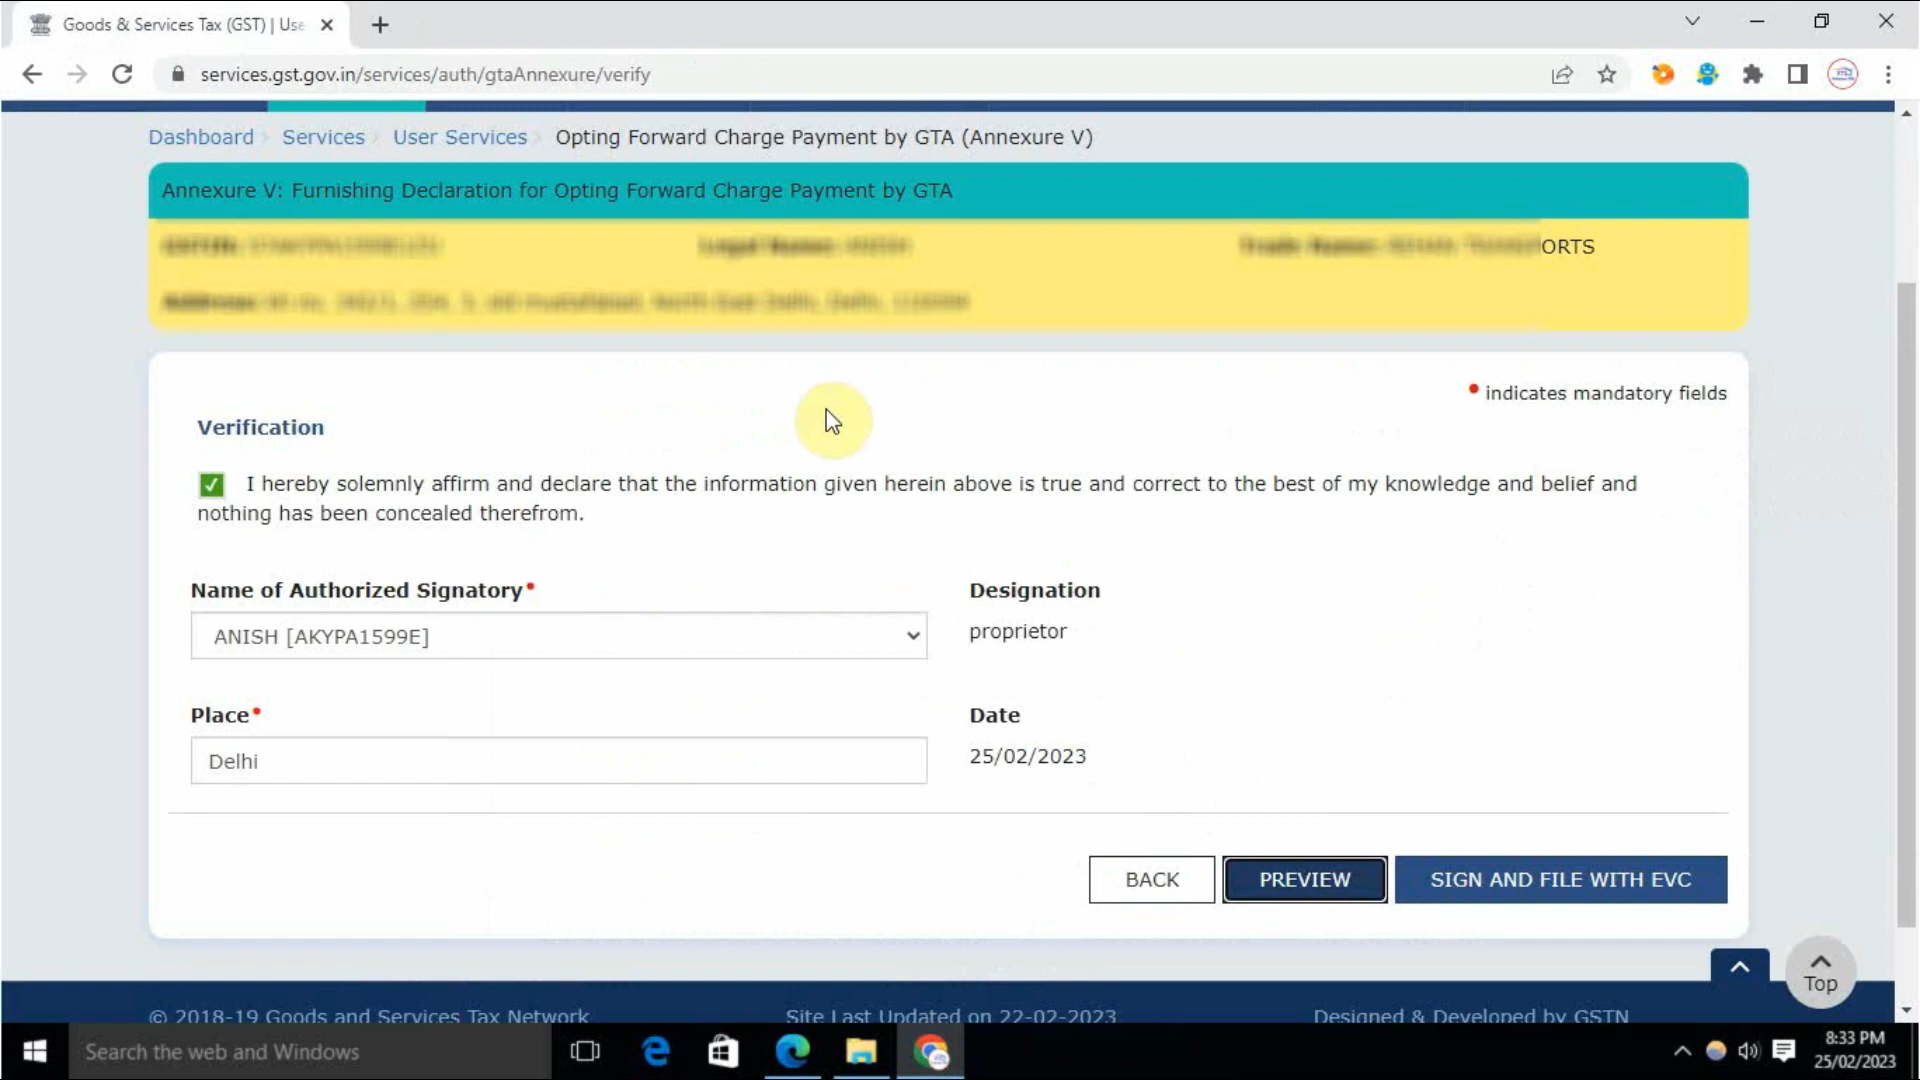 Goods & Services Tax (GST) | Use
services.gst.gov.in/services/auth/gtaAnnexure/verify
Dashboard Services User Services Opting Forward Charge Payment by GTA (Annexure V)
Annexure V: Furnishing Declaration for Opting Forward Charge Payment by GTA
ORTS
• indicates mandatory fields
Verification
I hereby solemnly affirm and declare that the information given herein above is true and correct to the best of my knowledge and belief and
nothing has been concealed therefrom.
Name of Authorized Signatory• Designation
ANISH [AKYPA1599E] proprietor
Place• Date
Delhi 25/02/2023
BACK PREVIEW SIGN AND FILE WITH EVC
Top
© 2018-19 Goods and Services Tax Network Site Last Updated on 22-02-2023 Designed & Developed by GSTN
Search the web and Windows
8:33 PM
25/02/2023